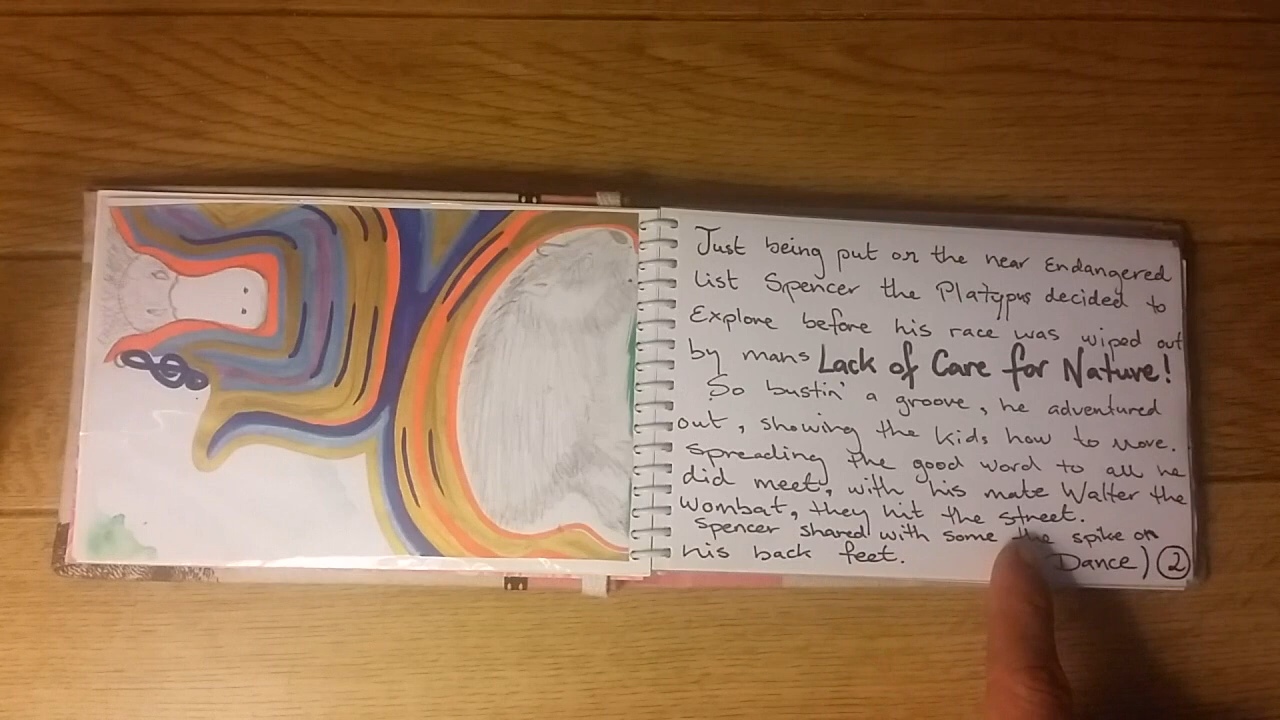 Just being put on the near Endangered
list Spencer the Platypus decided to
Explore before his race was wiped out
by mans Lack of Care for Nature!
So bustin' a groove, he adventured
out, showing the kids how to move.
Spreading the good word to all he
did meet, with his mate Walter the
Wombat, they hit the street.
Spencer shared with some the spike on
his back feet.
Dance) 2